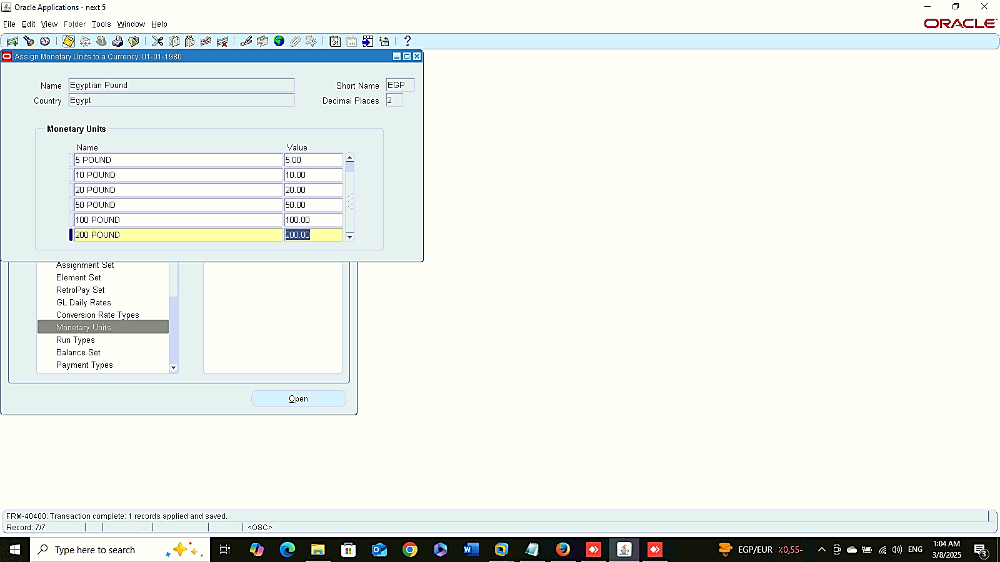 Oracle Applications - next 5
File Edit View Folder Tools Window Help
ORACLE
Assign Monetary Units to a Currency: 01-01-1980
Name Egyptian Pound Short Name EGP
Country Egypt Decimal Places 2
Monetary Units
Name Value
5 POUND 5.00
10 POUND 10.00
20 POUND 20.00
50 POUND 50.00
100 POUND 100.00
200 POUND 200.00
Assignment Set
Element Set
RetroPay Set
GL Daily Rates
Conversion Rate Types
Monetary Units
Run Types
Balance Set
Payment Types
Open
FRM-40400: Transaction complete: 1 records applied and saved.
Record: 7/7 ... <OSC>
Type here to search
EGP/EUR ٪0,55-
ENG
1:04 AM
3/8/2025
3